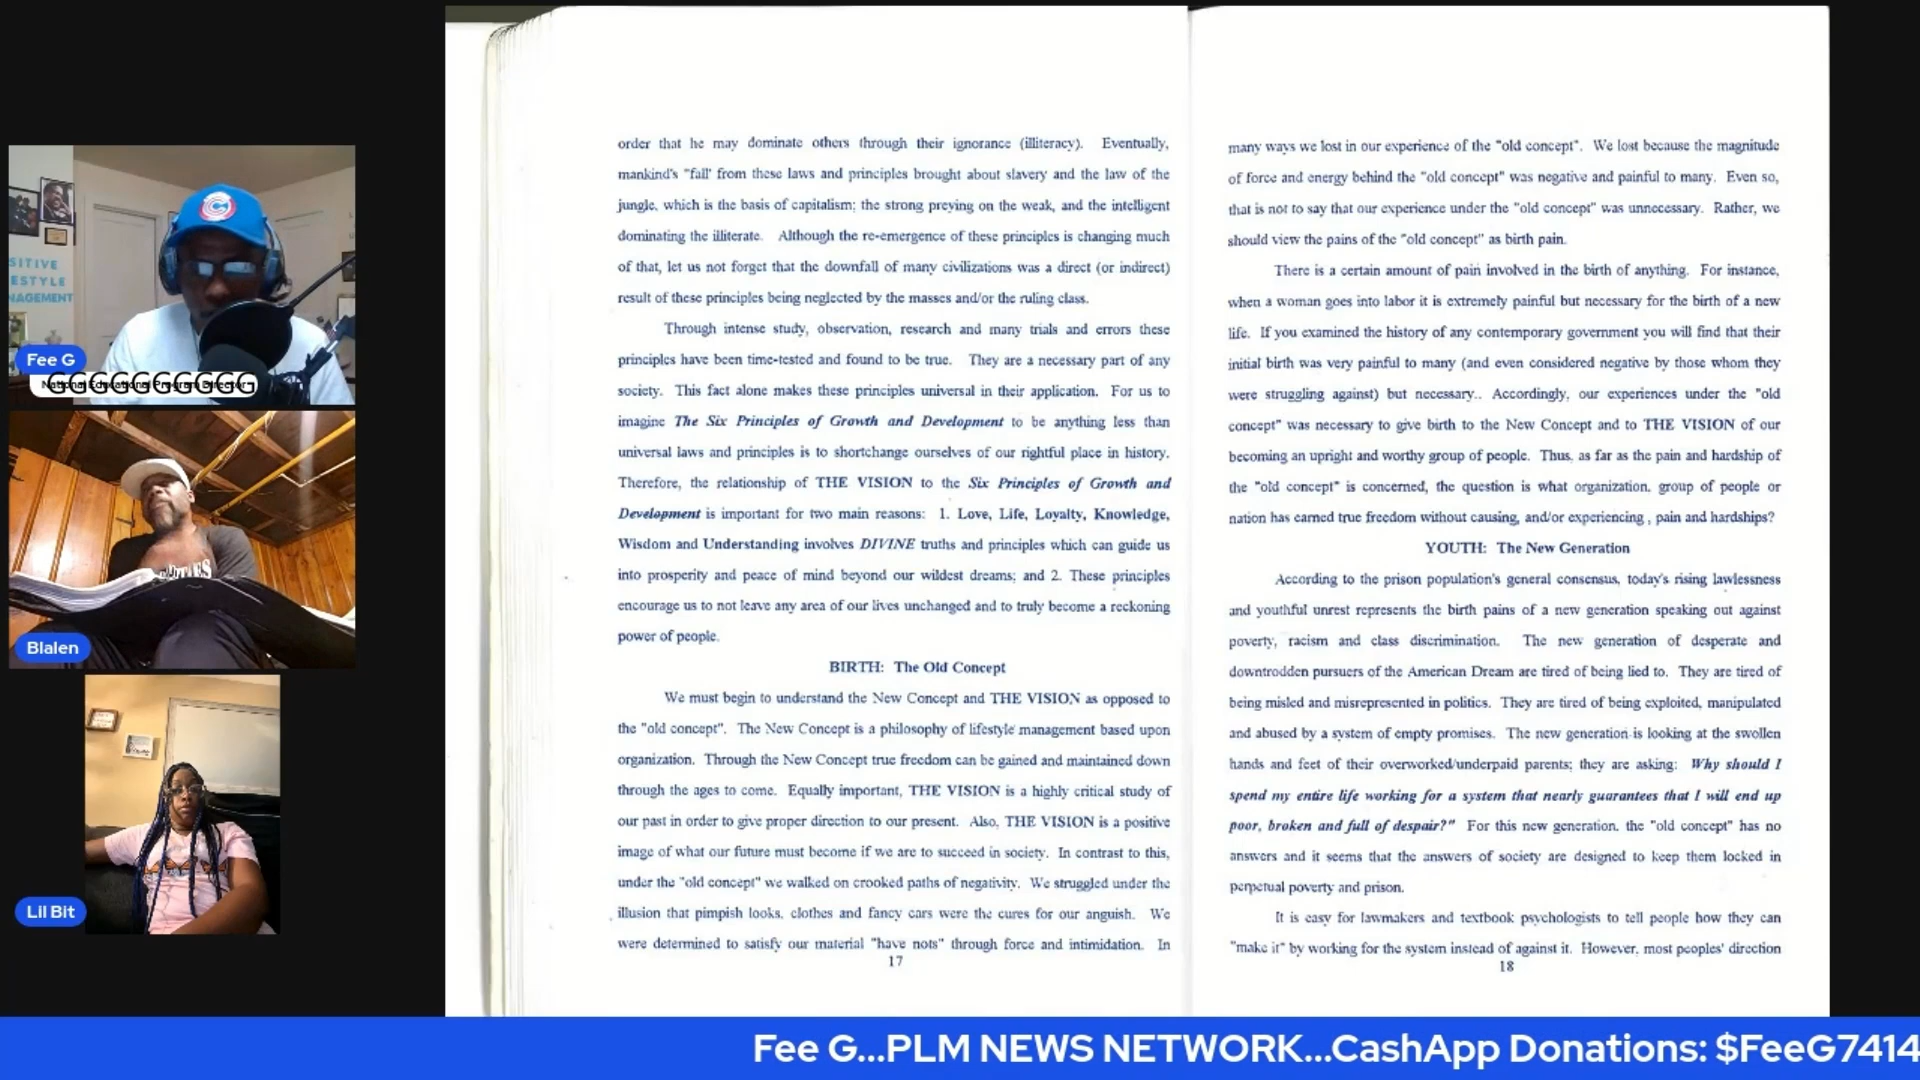 SITIVE
ESTYLE
NAGEMENT
Fee G
National Educational Program Director
GGGGGGGGG
Blalen
Lil Bit
order that he may dominate others through their ignorance (illiteracy). Eventually,
mankind's "fall' from these laws and principles brought about slavery and the law of the
jungle, which is the basis of capitalism; the strong preying on the weak, and the intelligent
dominating the illiterate. Although the re-emergence of these principles is changing much
of that, let us not forget that the downfall of many civilizations was a direct (or indirect)
result of these principles being neglected by the masses and/or the ruling class.
Through intense study, observation, research and many trials and errors these
principles have been time-tested and found to be true. They are a necessary part of any
society. This fact alone makes these principles universal in their application. For us to
imagine The Six Principles of Growth and Development to be anything less than
universal laws and principles is to shortchange ourselves of our rightful place in history.
Therefore, the relationship of THE VISION to the Six Principles of Growth and
Development is important for two main reasons: 1. Love, Life, Loyalty, Knowledge,
Wisdom and Understanding involves DIVINE truths and principles which can guide us
into prosperity and peace of mind beyond our wildest dreams; and 2. These principles
encourage us to not leave any area of our lives unchanged and to truly become a reckoning
power of people.
BIRTH: The Old Concept
We must begin to understand the New Concept and THE VISION as opposed to
the "old concept". The New Concept is a philosophy of lifestyle management based upon
organization. Through the New Concept true freedom can be gained and maintained down
through the ages to come. Equally important, THE VISION is a highly critical study of
our past in order to give proper direction to our present. Also, THE VISION is a positive
image of what our future must become if we are to succeed in society. In contrast to this,
under the "old concept" we walked on crooked paths of negativity. We struggled under the
illusion that pimpish looks, clothes and fancy cars were the cures for our anguish. We
were determined to satisfy our material "have nots" through force and intimidation. In
17
many ways we lost in our experience of the "old concept". We lost because the magnitude
of force and energy behind the "old concept" was negative and painful to many. Even so,
that is not to say that our experience under the "old concept" was unnecessary. Rather, we
should view the pains of the "old concept" as birth pain.
There is a certain amount of pain involved in the birth of anything. For instance,
when a woman goes into labor it is extremely painful but necessary for the birth of a new
life. If you examined the history of any contemporary government you will find that their
initial birth was very painful to many (and even considered negative by those whom they
were struggling against) but necessary.. Accordingly, our experiences under the "old
concept" was necessary to give birth to the New Concept and to THE VISION of our
becoming an upright and worthy group of people. Thus, as far as the pain and hardship of
the "old concept" is concerned, the question is what organization, group of people or
nation has earned true freedom without causing, and/or experiencing , pain and hardships?
YOUTH: The New Generation
According to the prison population's general consensus, today's rising lawlessness
and youthful unrest represents the birth pains of a new generation speaking out against
poverty, racism and class discrimination. The new generation of desperate and
downtrodden pursuers of the American Dream are tired of being lied to. They are tired of
being misled and misrepresented in politics. They are tired of being exploited, manipulated
and abused by a system of empty promises. The new generation is looking at the swollen
hands and feet of their overworked/underpaid parents; they are asking: Why should I
spend my entire life working for a system that nearly guarantees that I will end up
poor, broken and full of despair?" For this new generation, the "old concept" has no
answers and it seems that the answers of society are designed to keep them locked in
perpetual poverty and prison.
It is easy for lawmakers and textbook psychologists to tell people how they can
"make it" by working for the system instead of against it. However, most peoples' direction
18
Fee G...PLM NEWS NETWORK...CashApp Donations: $FeeG7414